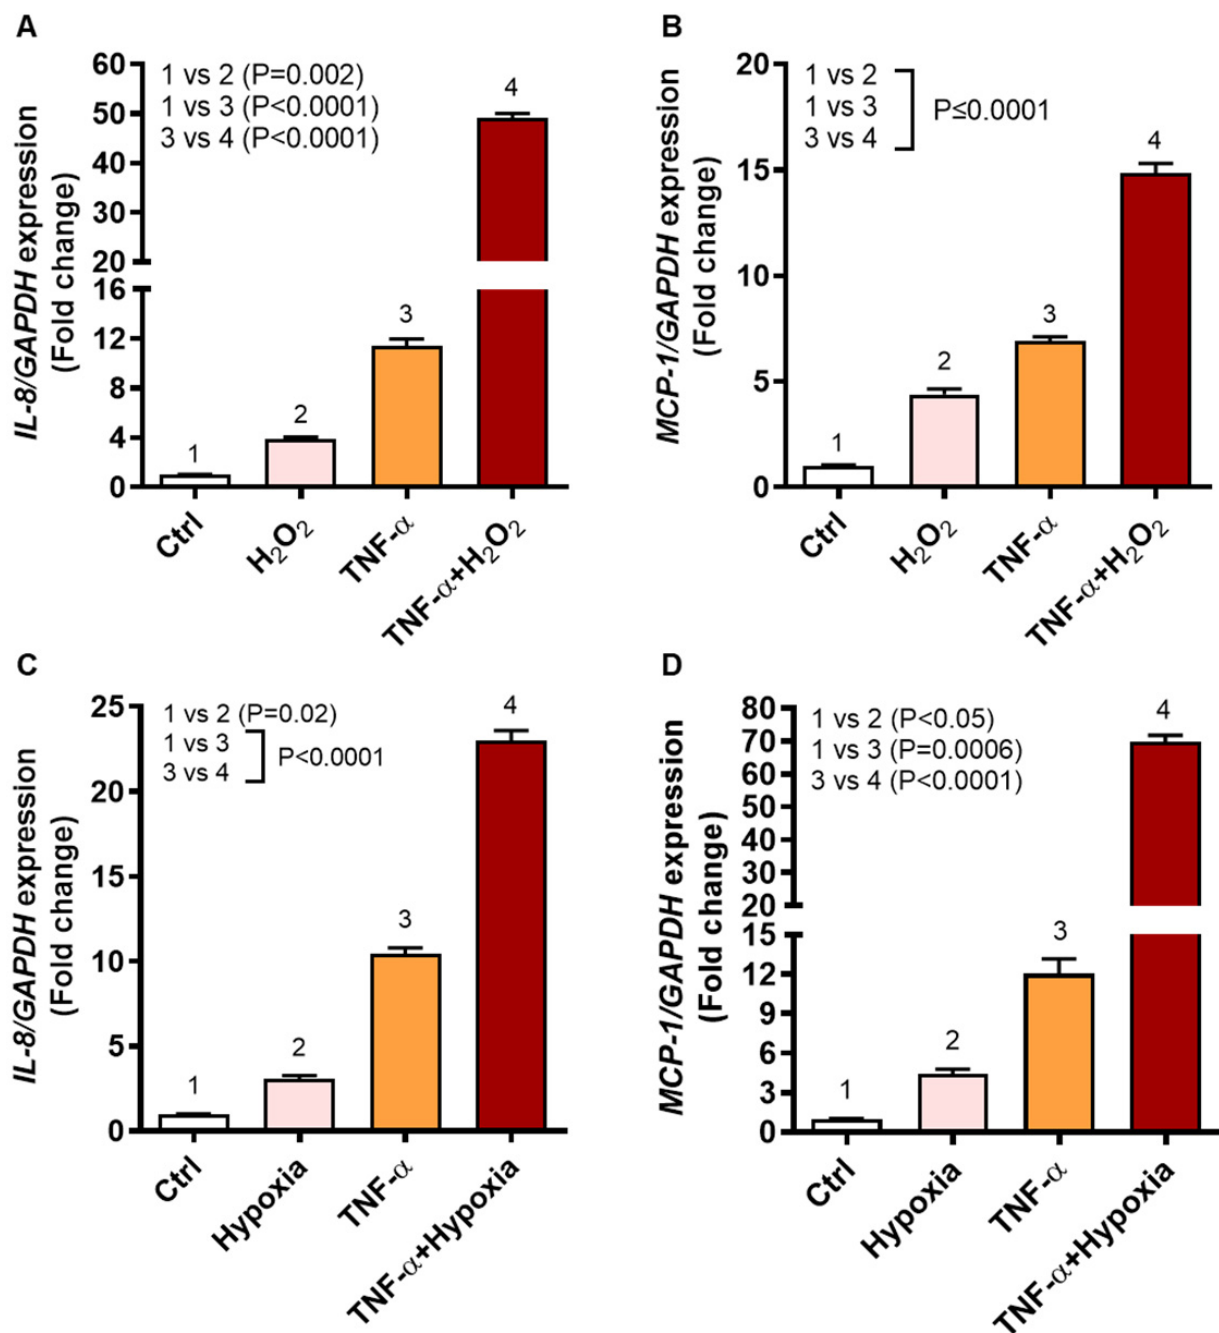 A
IL-8/GAPDH expression
(Fold change)
60
50
40
30
20
16
12
8
4
0
1 vs 2 (P=0.002)
1 vs 3 (P<0.0001)
3 vs 4 (P<0.0001)
1
2
3
4
Ctrl
H₂O₂
TNF-α
TNF-α+H₂O₂
B
MCP-1/GAPDH expression
(Fold change)
20
15
10
5
0
1 vs 2
1 vs 3
3 vs 4
P≤0.0001
1
2
3
4
Ctrl
H₂O₂
TNF-α
TNF-α+H₂O₂
C
IL-8/GAPDH expression
(Fold change)
25
20
15
10
5
0
1 vs 2 (P=0.02)
1 vs 3
3 vs 4
P<0.0001
1
2
3
4
Ctrl
Hypoxia
TNF-α
TNF-α+Hypoxia
D
MCP-1/GAPDH expression
(Fold change)
80
70
60
50
40
30
20
15
12
9
6
3
0
1 vs 2 (P<0.05)
1 vs 3 (P=0.0006)
3 vs 4 (P<0.0001)
1
2
3
4
Ctrl
Hypoxia
TNF-α
TNF-α+Hypoxia